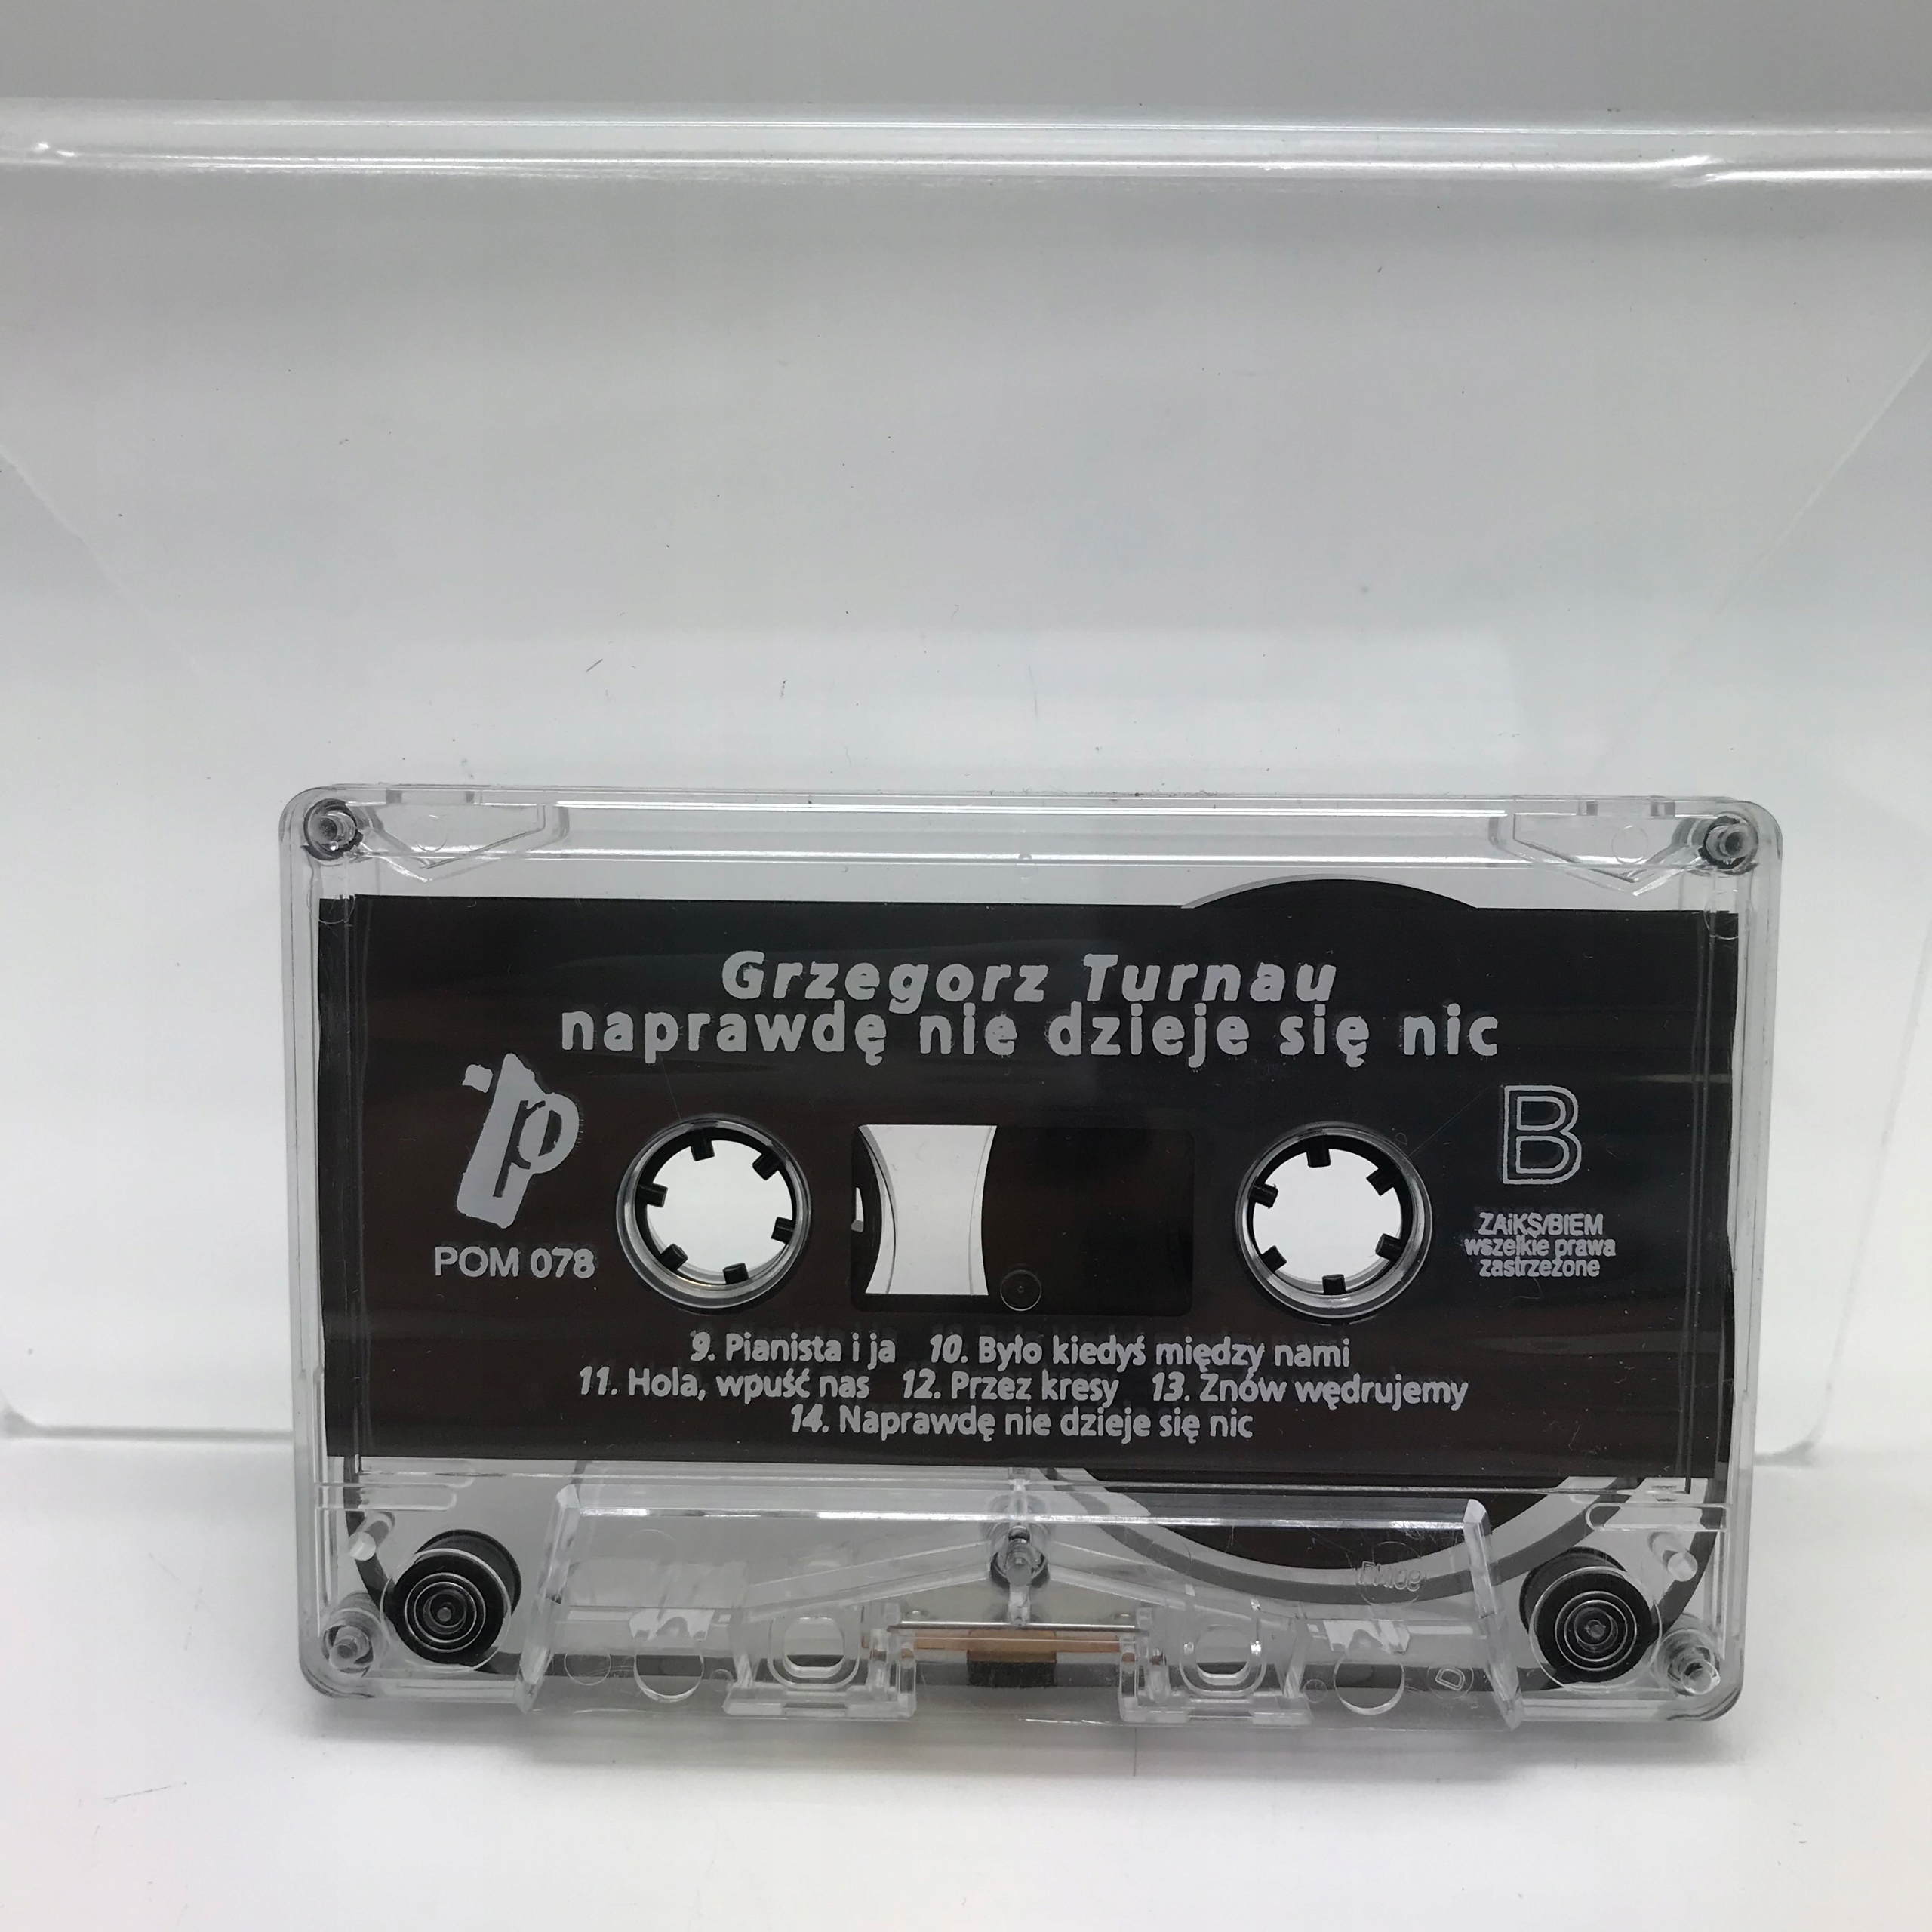 Grzegorz Turnau
naprawdę nie dzieje się nic
p
B
POM 078
ZAiKS/BIEM
wszelkie prawa
zastrzeżone
9. Pianista i ja 10. Było kiedyś między nami
11. Hola, wpuść nas 12. Przez kresy 13. Znów wędrujemy
14. Naprawdę nie dzieje się nic
D